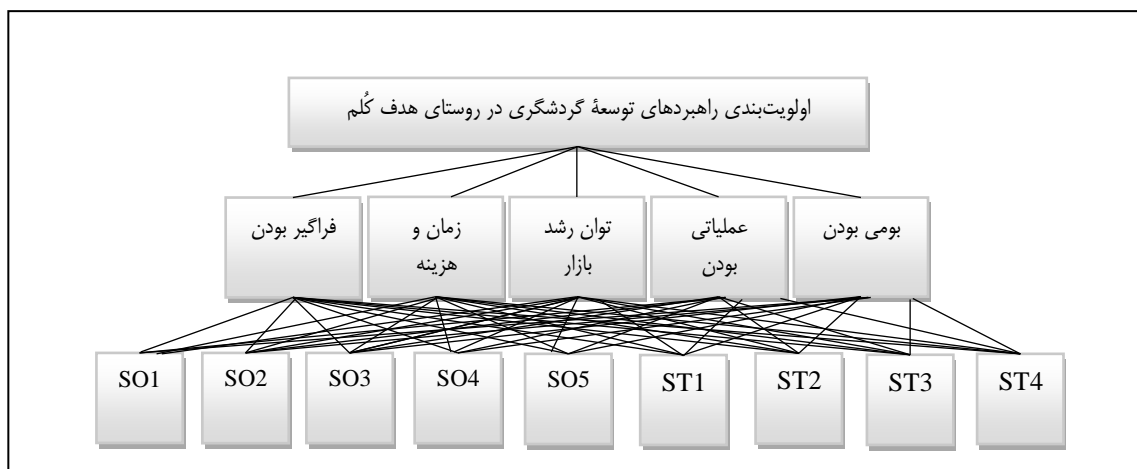 اولویت‌بندی راهبردهای توسعهٔ گردشگری در روستای هدف کُلم
بومی بودن
عملیاتی
بودن
توان رشد
بازار
زمان و
هزینه
فراگیر بودن
SO1
SO2
SO3
SO4
SO5
ST1
ST2
ST3
ST4